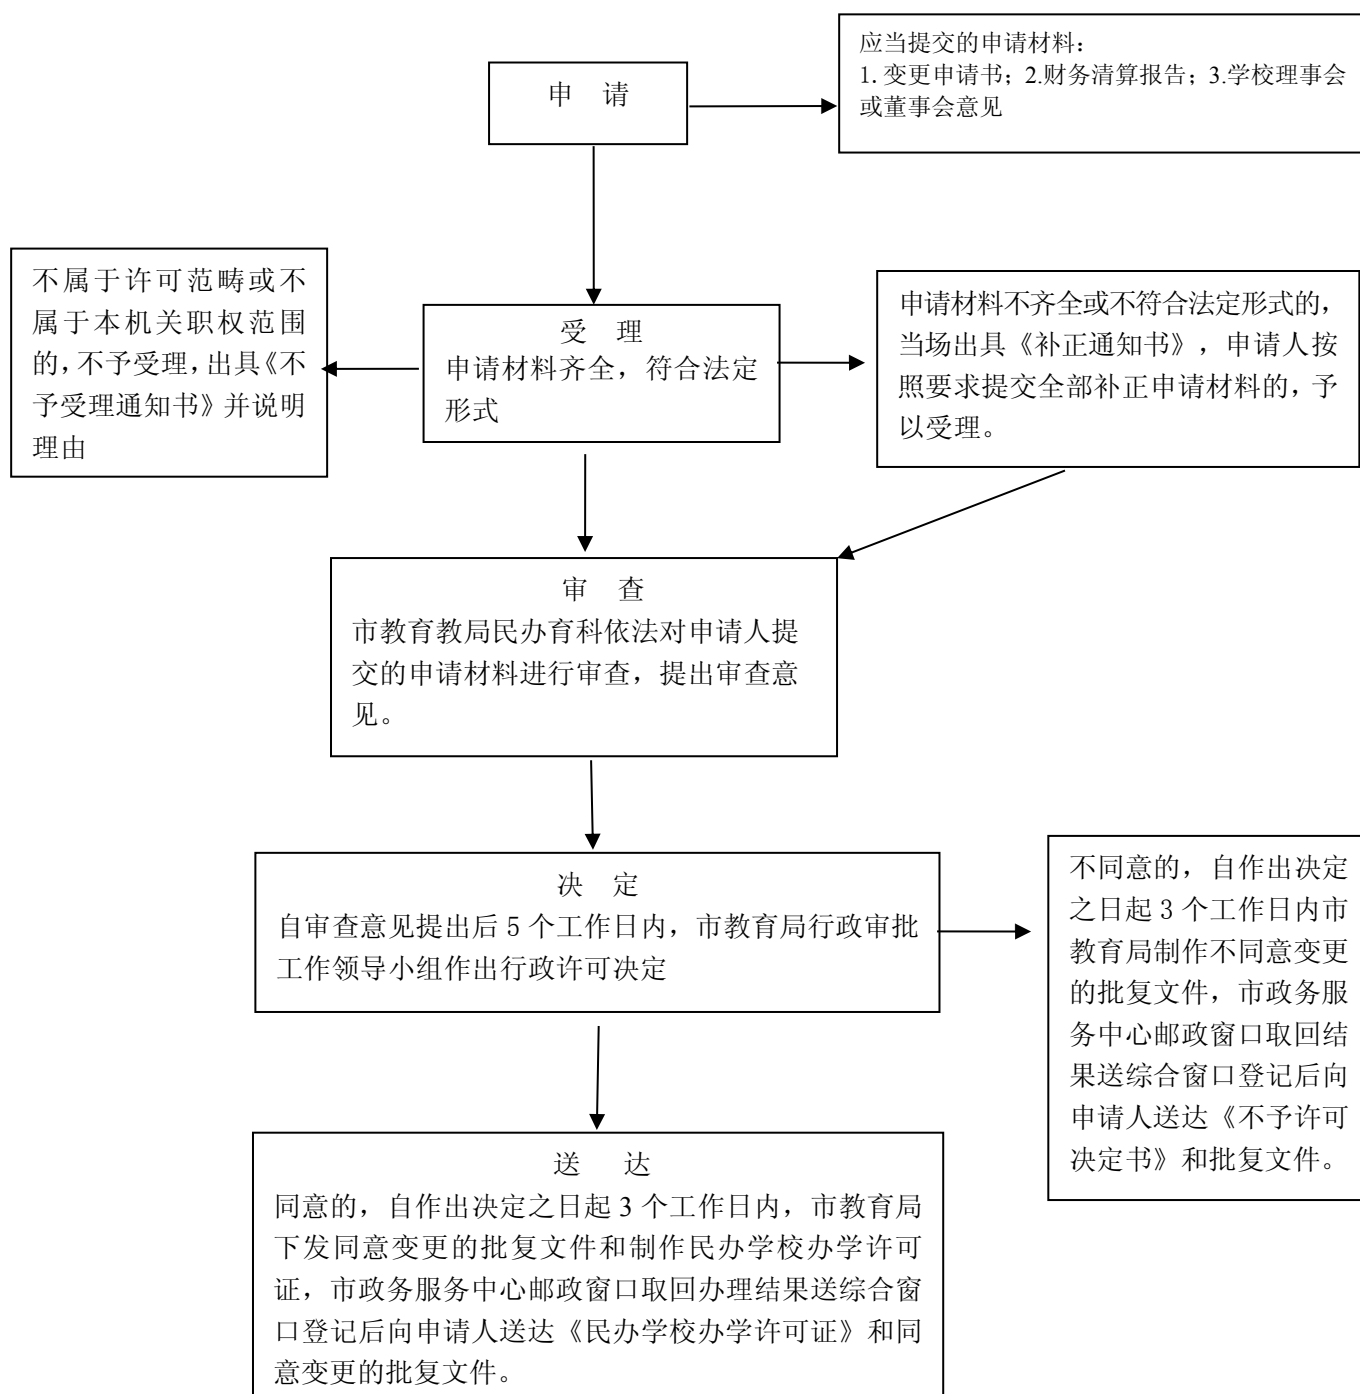 应当提交的申请材料：
1.变更申请书；2.财务清算报告；3.学校理事会
或董事会意见
申 请
不属于许可范畴或不
属于本机关职权范围
的，不予受理，出具《不
予受理通知书》并说明
理由
受 理
申请材料齐全，符合法定
形式
申请材料不齐全或不符合法定形式的，
当场出具《补正通知书》，申请人按
照要求提交全部补正申请材料的，予
以受理。
审 查
市教育教局民办育科依法对申请人提
交的申请材料进行审查，提出审查意
见。
决 定
自审查意见提出后 5 个工作日内，市教育局行政审批
工作领导小组作出行政许可决定
不同意的，自作出决定
之日起 3 个工作日内市
教育局制作不同意变更
的批复文件，市政务服
务中心邮政窗口取回结
果送综合窗口登记后向
申请人送达《不予许可
决定书》和批复文件。
送 达
同意的，自作出决定之日起 3 个工作日内，市教育局
下发同意变更的批复文件和制作民办学校办学许可
证，市政务服务中心邮政窗口取回办理结果送综合窗
口登记后向申请人送达《民办学校办学许可证》和同
意变更的批复文件。